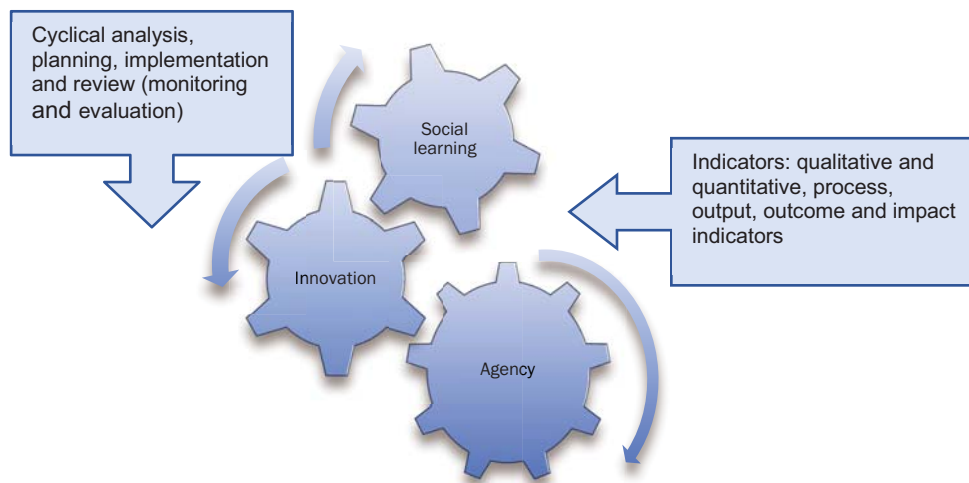 Cyclical analysis,
planning, implementation
and review (monitoring
and evaluation)
Social
learning
Indicators: qualitative and
quantitative, process,
output, outcome and impact
indicators
Innovation
Agency